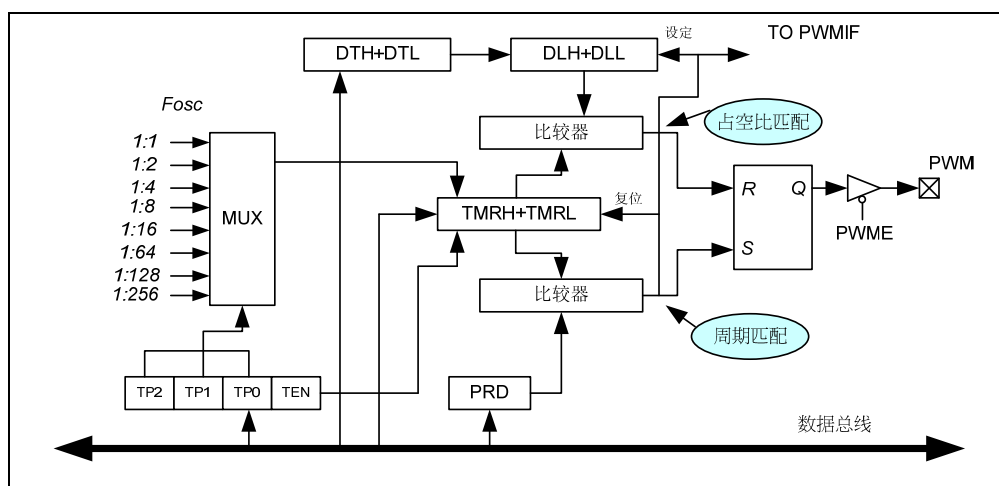 设定
TO PWMIF
DTH+DTL
DLH+DLL
Fosc
比较器
占空比匹配
1:1
1:2
1:4
1:8
1:16
1:64
1:128
1:256
MUX
TMRH+TMRL
复位
R
Q
S
PWM
PWME
比较器
周期匹配
TP2
TP1
TP0
TEN
PRD
数据总线